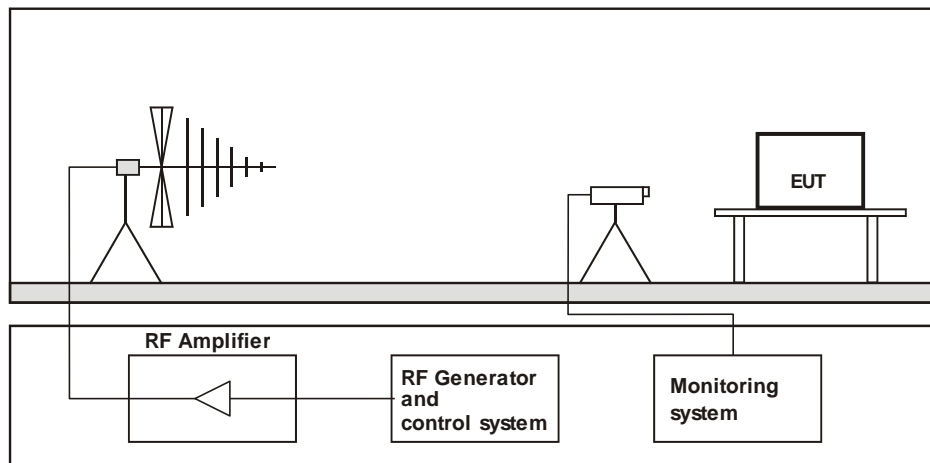 EUT
RF Amplifier
RF Generator
and
control system
Monitoring
system